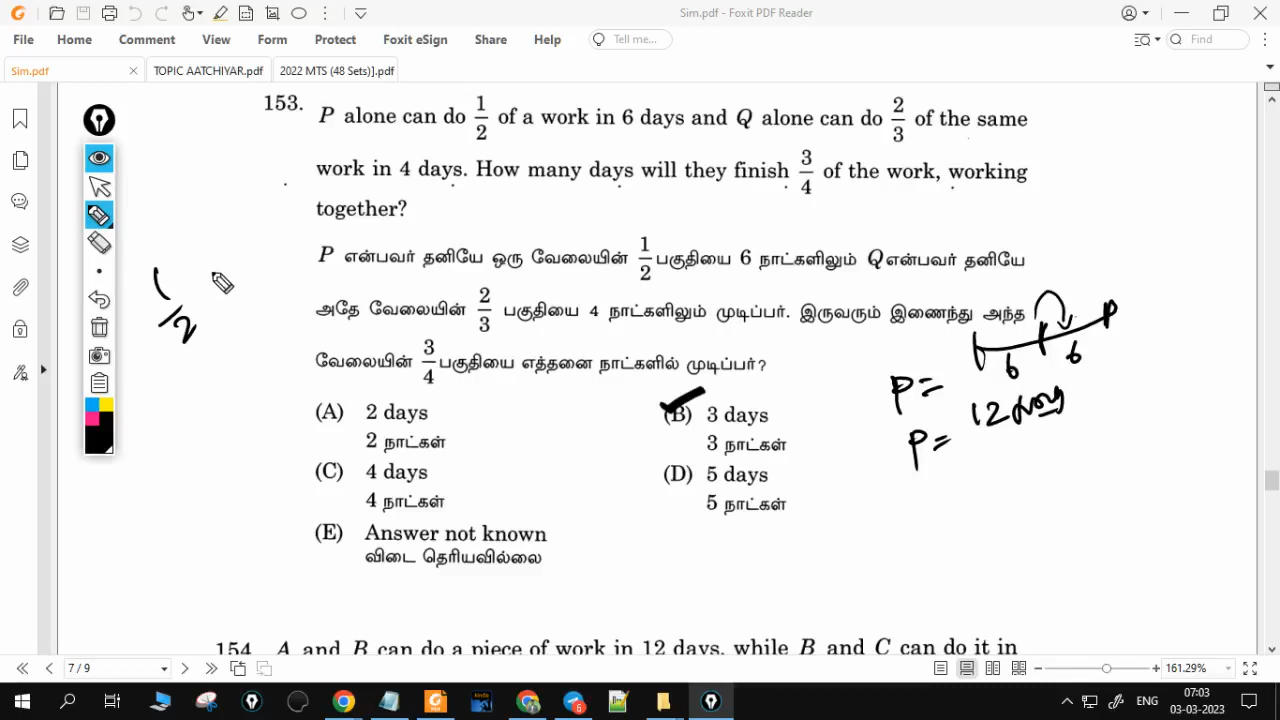 Sim.pdf - Foxit PDF Reader
File Home Comment View Form Protect Foxit eSign Share Help Tell me... Find
Sim.pdf TOPIC AATCHIYAR.pdf 2022 MTS (48 Sets)].pdf
153. P alone can do 1/2 of a work in 6 days and Q alone can do 2/3 of the same
work in 4 days. How many days will they finish 3/4 of the work, working
together?
P என்பவர் தனியே ஒரு வேலையின் 1/2 பகுதியை 6 நாட்களிலும் Q என்பவர் தனியே
அதே வேலையின் 2/3 பகுதியை 4 நாட்களிலும் முடிப்பர். இருவரும் இணைந்து அந்த
வேலையின் 3/4 பகுதியை எத்தனை நாட்களில் முடிப்பர்?
1/2
P
6 6
P =
12 days
P =
(A) 2 days (B) 3 days
2 நாட்கள் 3 நாட்கள்
(C) 4 days (D) 5 days
4 நாட்கள் 5 நாட்கள்
(E) Answer not known
விடை தெரியவில்லை
154. A and B can do a piece of work in 12 days, while B and C can do it in
7 / 9 161.29%
6
ENG 07:03
03-03-2023